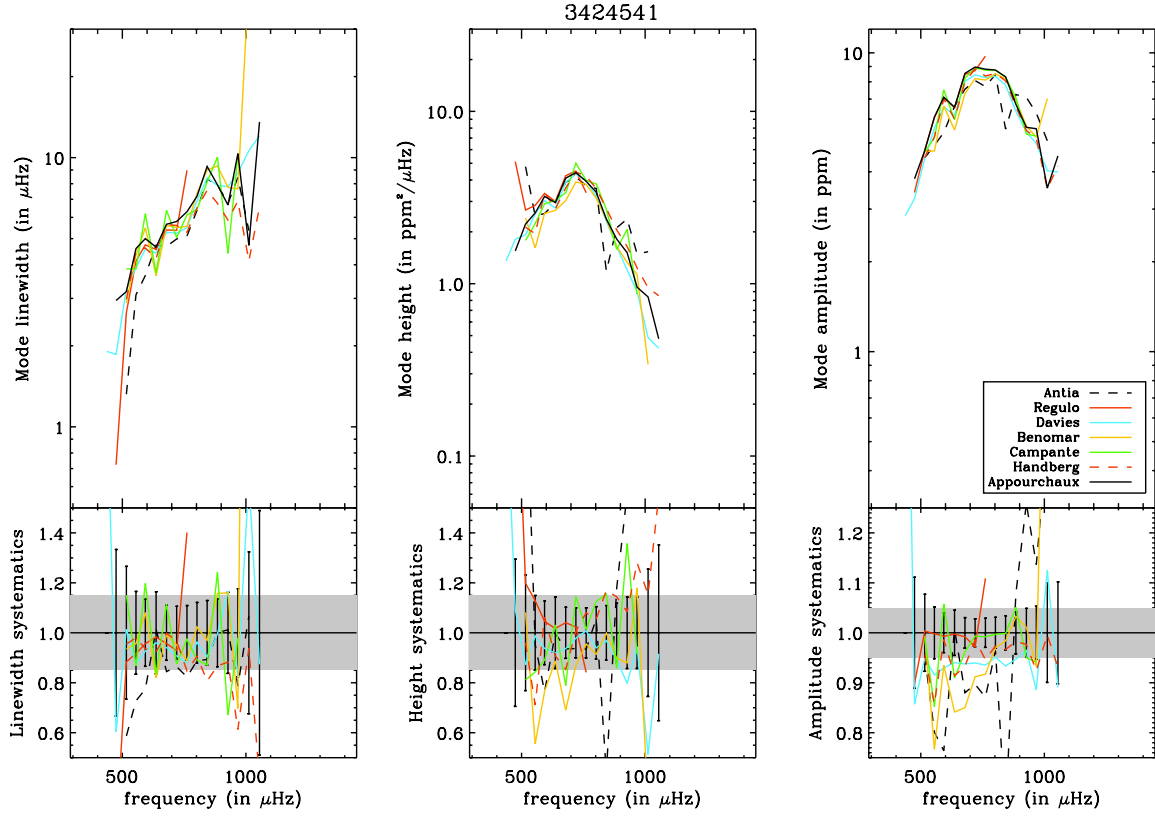 3424541
Mode linewidth (in μHz)
10
1
Mode height (in ppm²/μHz)
10.0
1.0
0.1
Mode amplitude (in ppm)
10
1
Antia
Regulo
Davies
Benomar
Campante
Handberg
Appourchaux
Linewidth systematics
1.4
1.2
1.0
0.8
0.6
500 1000
frequency (in μHz)
Height systematics
1.4
1.2
1.0
0.8
0.6
500 1000
frequency (in μHz)
Amplitude systematics
1.2
1.1
1.0
0.9
0.8
500 1000
frequency (in μHz)